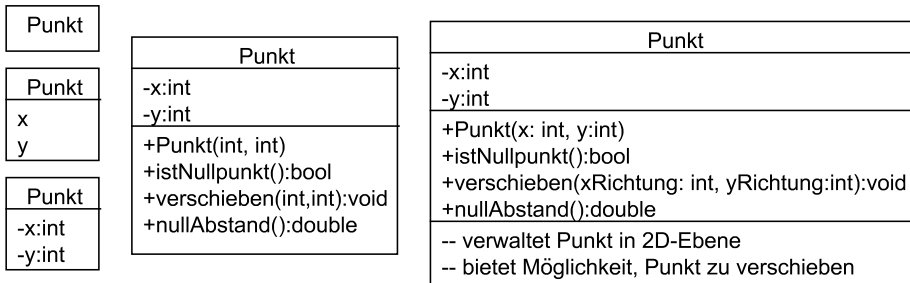 Punkt
Punkt
x
y
Punkt
-x:int
-y:int
Punkt
-x:int
-y:int
+Punkt(int, int)
+istNullpunkt():bool
+verschieben(int,int):void
+nullAbstand():double
Punkt
-x:int
-y:int
+Punkt(x: int, y:int)
+istNullpunkt():bool
+verschieben(xRichtung: int, yRichtung:int):void
+nullAbstand():double
-- verwaltet Punkt in 2D-Ebene
-- bietet Möglichkeit, Punkt zu verschieben